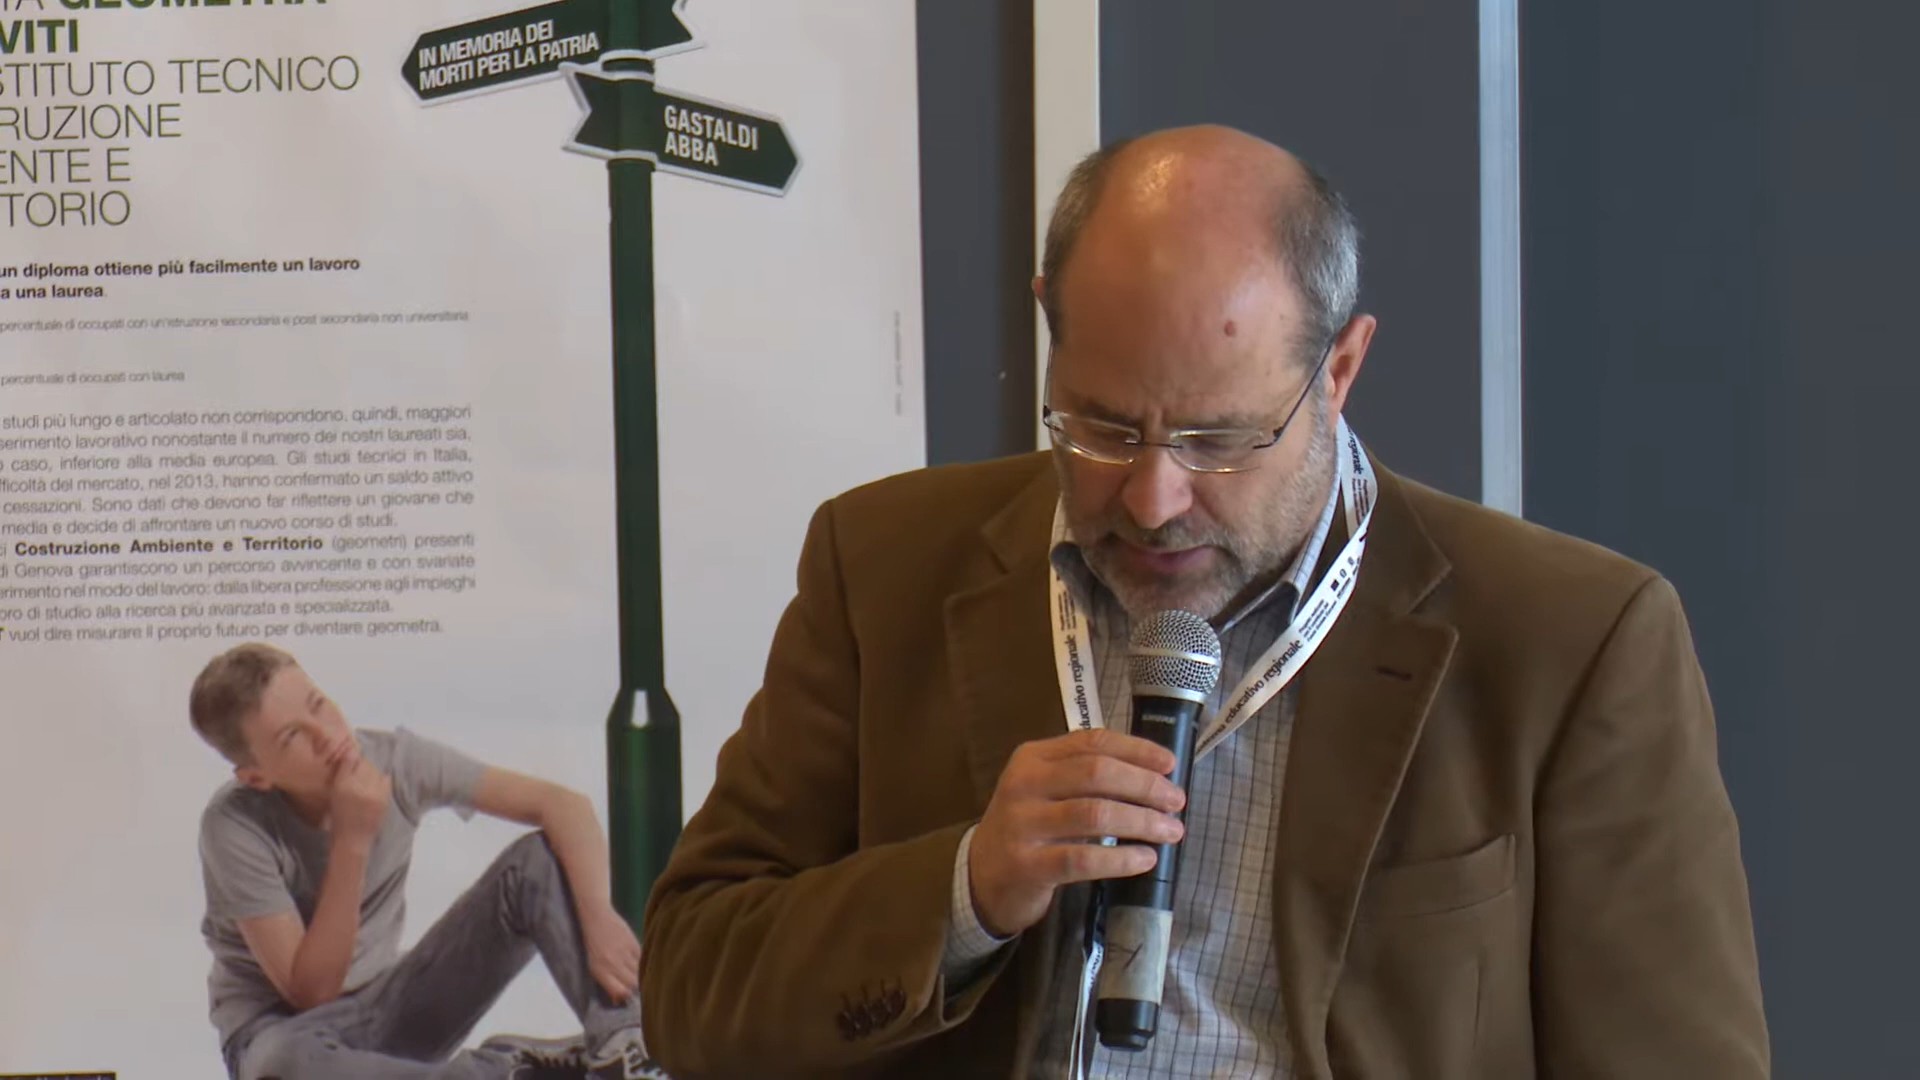 GEOMETRA
VITI
STITUTO TECNICO
RUZIONE
ENTE E
TORIO
un diploma ottiene più facilmente un lavoro
a una laurea.
percentuale di occupati con un'istruzione secondaria e post secondaria non universitaria
percentuale di occupati con laurea
studi più lungo e articolato non corrispondono, quindi, maggiori
serimento lavorativo nonostante il numero dei nostri laureati sia,
caso, inferiore alla media europea. Gli studi tecnici in Italia,
fficoltà del mercato, nel 2013, hanno confermato un saldo attivo
cessazioni. Sono dati che devono far riflettere un giovane che
media e decide di affrontare un nuovo corso di studi.
Costruzione Ambiente e Territorio (geometri) presenti
di Genova garantiscono un percorso avvincente e con svariate
erimento nel modo del lavoro: dalla libera professione agli impieghi
oro di studio alla ricerca più avanzata e specializzata.
vuol dire misurare il proprio futuro per diventare geometra.
IN MEMORIA DEI
MORTI PER LA PATRIA
GASTALDI
ABBA
ducativo regionale
educativo regionale
SHURE